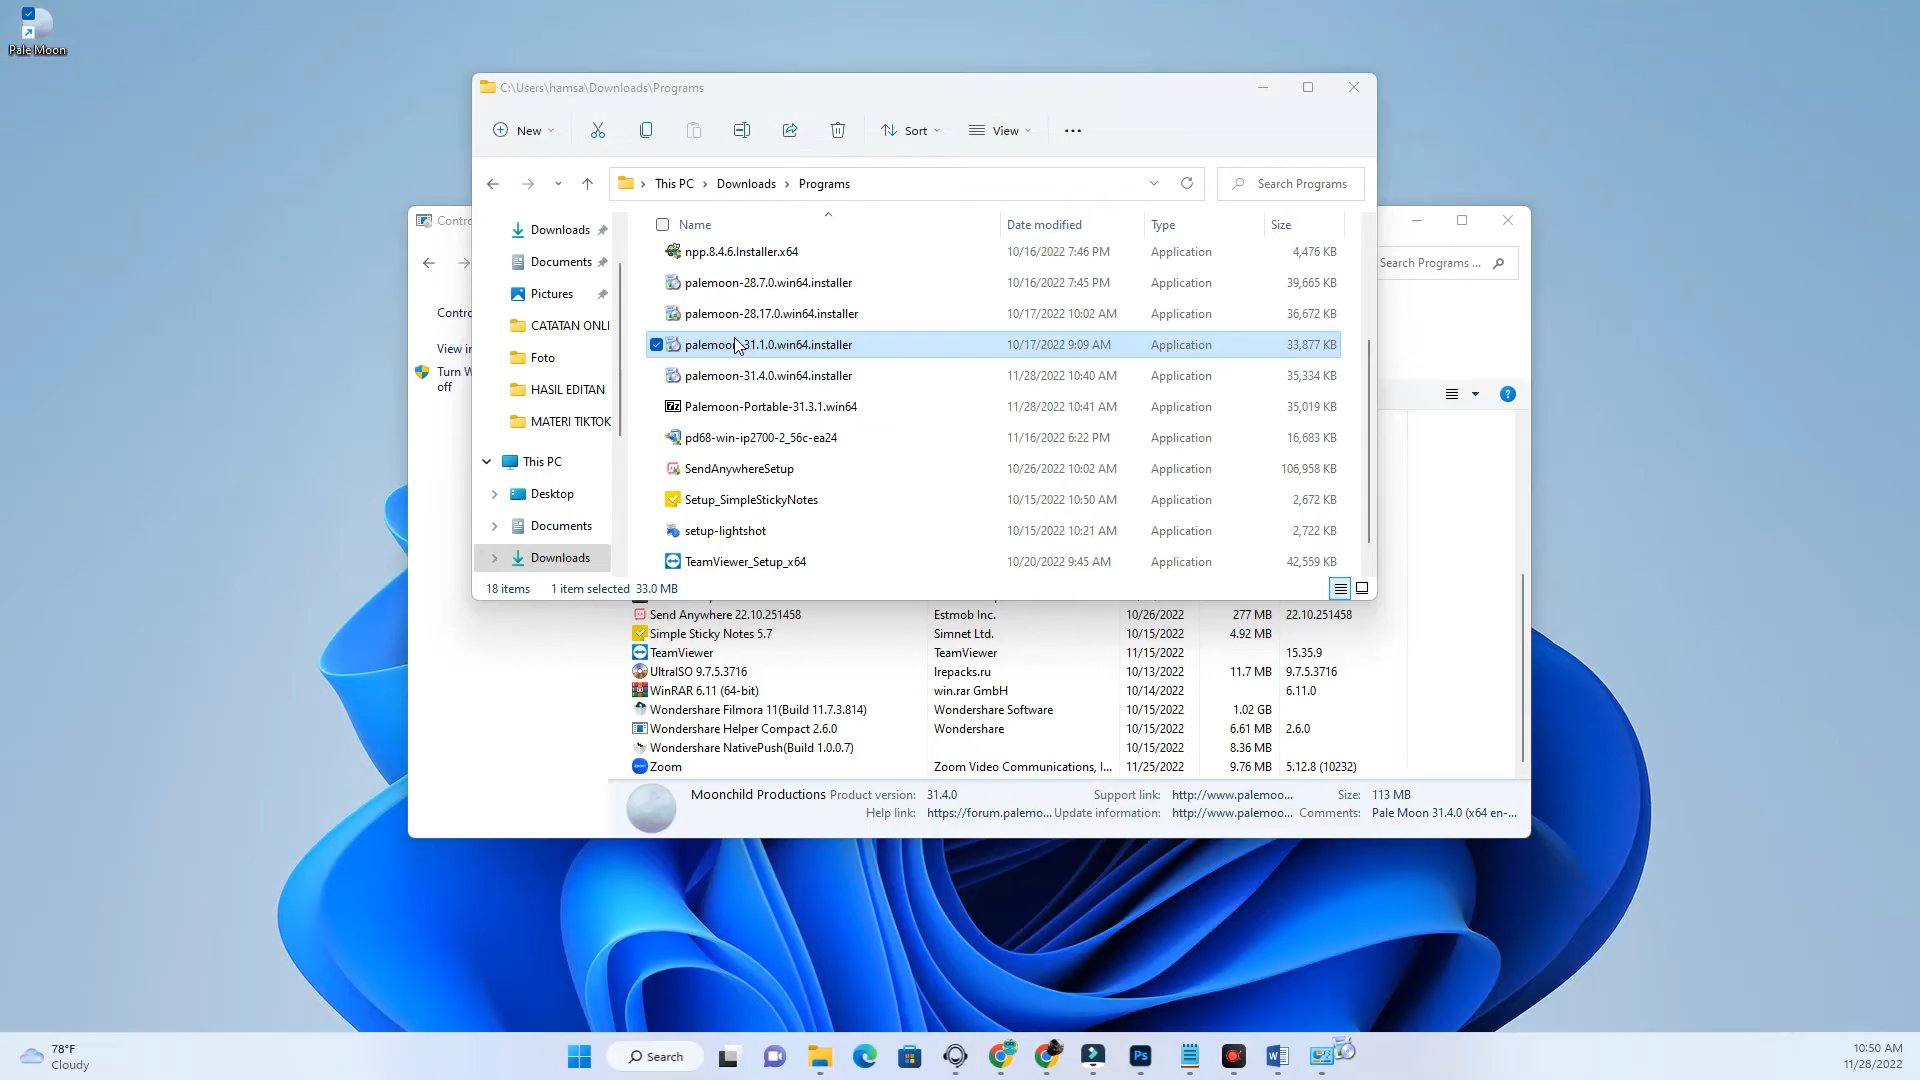 Pale Moon
C:\Users\hamsa\Downloads\Programs
New
Sort
View
This PC > Downloads > Programs
Search Programs
Downloads
Documents
Pictures
CATATAN ONLI
Foto
HASIL EDITAN
MATERI TIKTOK
This PC
Desktop
Documents
Downloads
Name Date modified Type Size
npp.8.4.6.Installer.x64 10/16/2022 7:46 PM Application 4,476 KB
palemoon-28.7.0.win64.installer 10/16/2022 7:45 PM Application 39,665 KB
palemoon-28.17.0.win64.installer 10/17/2022 10:02 AM Application 36,672 KB
palemoon-31.1.0.win64.installer 10/17/2022 9:09 AM Application 33,877 KB
palemoon-31.4.0.win64.installer 11/28/2022 10:40 AM Application 35,334 KB
Palemoon-Portable-31.3.1.win64 11/28/2022 10:41 AM Application 35,019 KB
pd68-win-ip2700-2_56c-ea24 11/16/2022 6:22 PM Application 16,683 KB
SendAnywhereSetup 10/26/2022 10:02 AM Application 106,958 KB
Setup_SimpleStickyNotes 10/15/2022 10:50 AM Application 2,672 KB
setup-lightshot 10/15/2022 10:21 AM Application 2,722 KB
TeamViewer_Setup_x64 10/20/2022 9:45 AM Application 42,559 KB
18 items 1 item selected 33.0 MB
Contro
Search Programs ...
Contro
View in
Turn W
off
Send Anywhere 22.10.251458 Estmob Inc. 10/26/2022 277 MB 22.10.251458
Simple Sticky Notes 5.7 Simnet Ltd. 10/15/2022 4.92 MB
TeamViewer TeamViewer 11/15/2022 15.35.9
UltraISO 9.7.5.3716 lrepacks.ru 10/13/2022 11.7 MB 9.7.5.3716
WinRAR 6.11 (64-bit) win.rar GmbH 10/14/2022 6.11.0
Wondershare Filmora 11(Build 11.7.3.814) Wondershare Software 10/15/2022 1.02 GB
Wondershare Helper Compact 2.6.0 Wondershare 10/15/2022 6.61 MB 2.6.0
Wondershare NativePush(Build 1.0.0.7) 10/15/2022 8.36 MB
Zoom Zoom Video Communications, I... 11/25/2022 9.76 MB 5.12.8 (10232)
Moonchild Productions Product version: 31.4.0 Support link: http://www.palemoo... Size: 113 MB
Help link: https://forum.palemo... Update information: http://www.palemoo... Comments: Pale Moon 31.4.0 (x64 en-...
78°F
Cloudy
Search
10:50 AM
11/28/2022